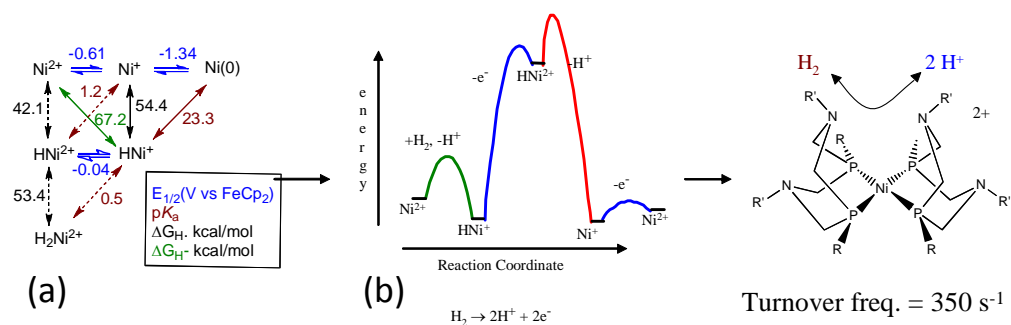 -0.61 -1.34
Ni²⁺ Ni⁺ Ni(0)
42.1 1.2 67.2 54.4 23.3
HNi²⁺ HNi⁺
-0.04
53.4 0.5
H₂Ni²⁺
E₁/₂(V vs FeCp₂)
pKₐ
ΔG_H• kcal/mol
ΔG_H- kcal/mol
(a)
energy
+H₂, -H⁺
-e⁻
HNi²⁺
-H⁺
-e⁻
Ni²⁺
HNi⁺
Ni⁺
Ni²⁺
Reaction Coordinate
(b)
H₂ → 2H⁺ + 2e⁻
H₂ 2 H⁺
R' R' 2+
N N
R R
P P
N Ni N
R' P P R'
R R
Turnover freq. = 350 s⁻¹